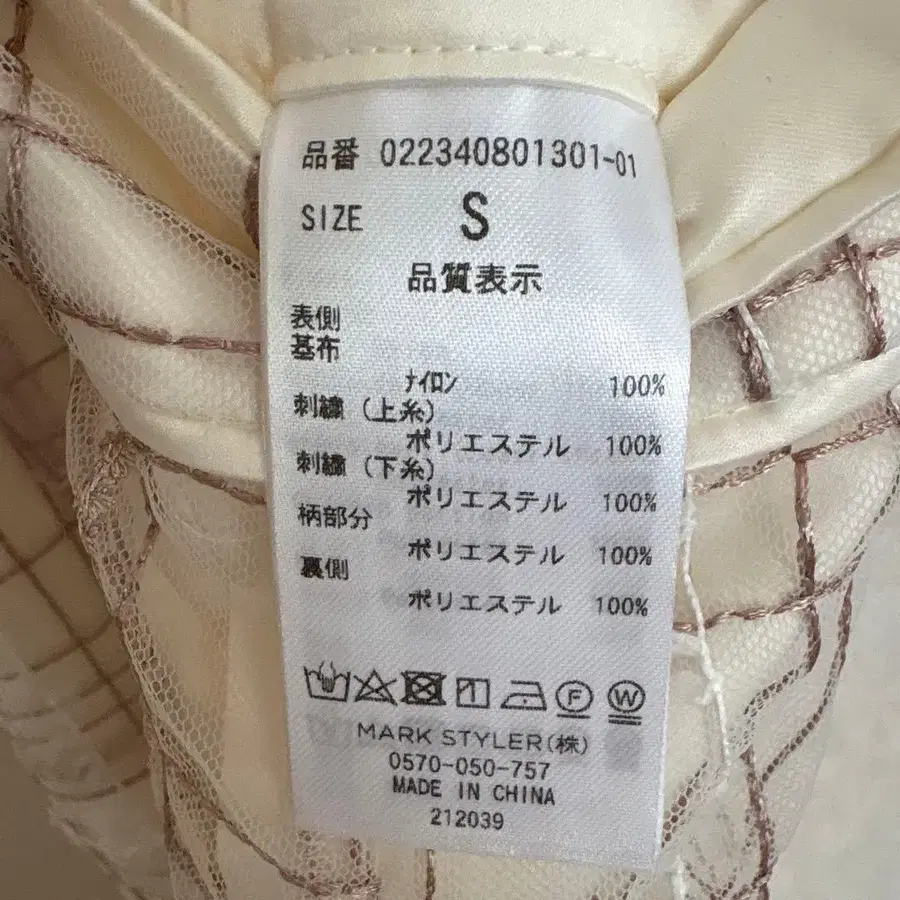 品番 022340801301-01
SIZE S
品質表示
表側
基布
ナイロン 100%
刺繍(上糸)
ポリエステル 100%
刺繍(下糸)
ポリエステル 100%
柄部分
ポリエステル 100%
裏側
ポリエステル 100%
F W
MARK STYLER(株)
0570-050-757
MADE IN CHINA
212039